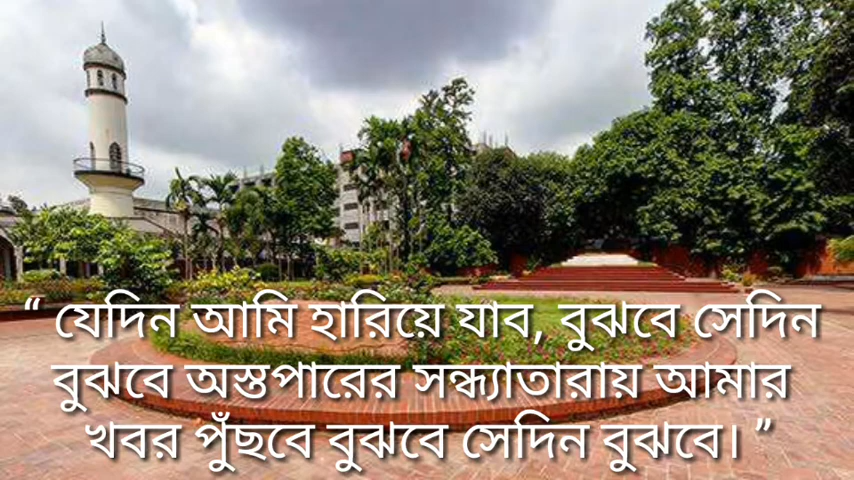 “ যেদিন আমি হারিয়ে যাব, বুঝবে সেদিন
বুঝবে অস্তপারের সন্ধ্যাতারায় আমার
খবর পুঁছবে বুঝবে সেদিন বুঝবে। ”